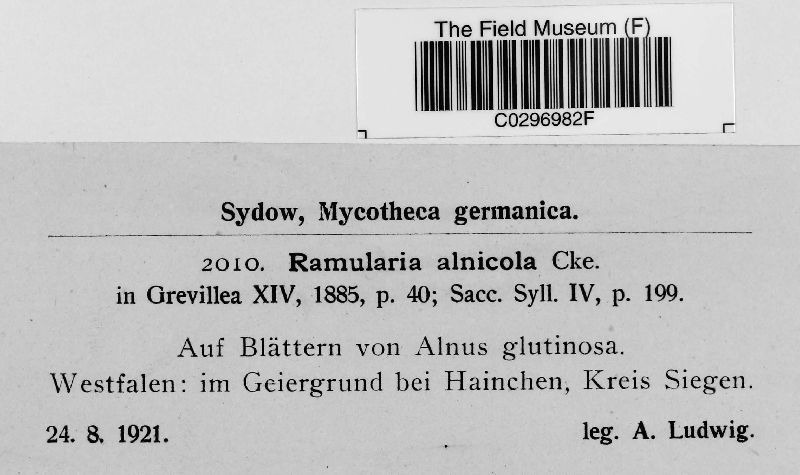 The Field Museum (F)
C0296982F
Sydow, Mycotheca germanica.
2010. Ramularia alnicola Cke.
in Grevillea XIV, 1885, p. 40; Sacc. Syll. IV, p. 199.
Auf Blättern von Alnus glutinosa.
Westfalen: im Geiergrund bei Hainchen, Kreis Siegen.
24. 8. 1921. leg. A. Ludwig.